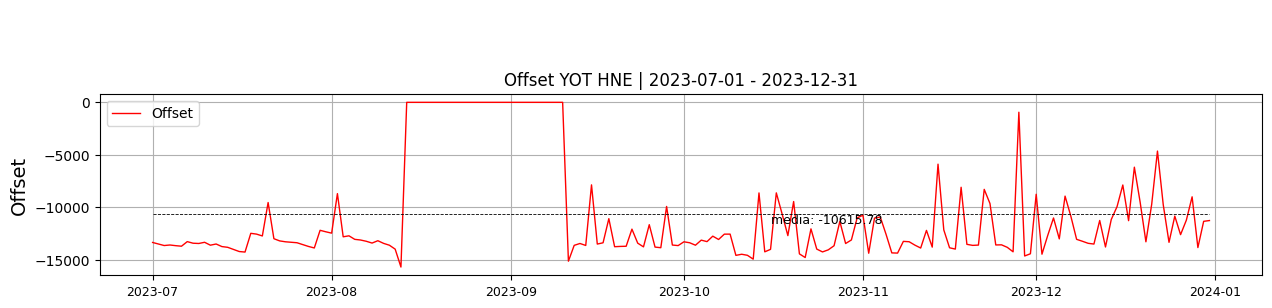 Offset YOT HNE | 2023-07-01 - 2023-12-31
Offset
Offset
0
−5000
−10000
−15000
media: -10615.78
2023-07
2023-08
2023-09
2023-10
2023-11
2023-12
2024-01